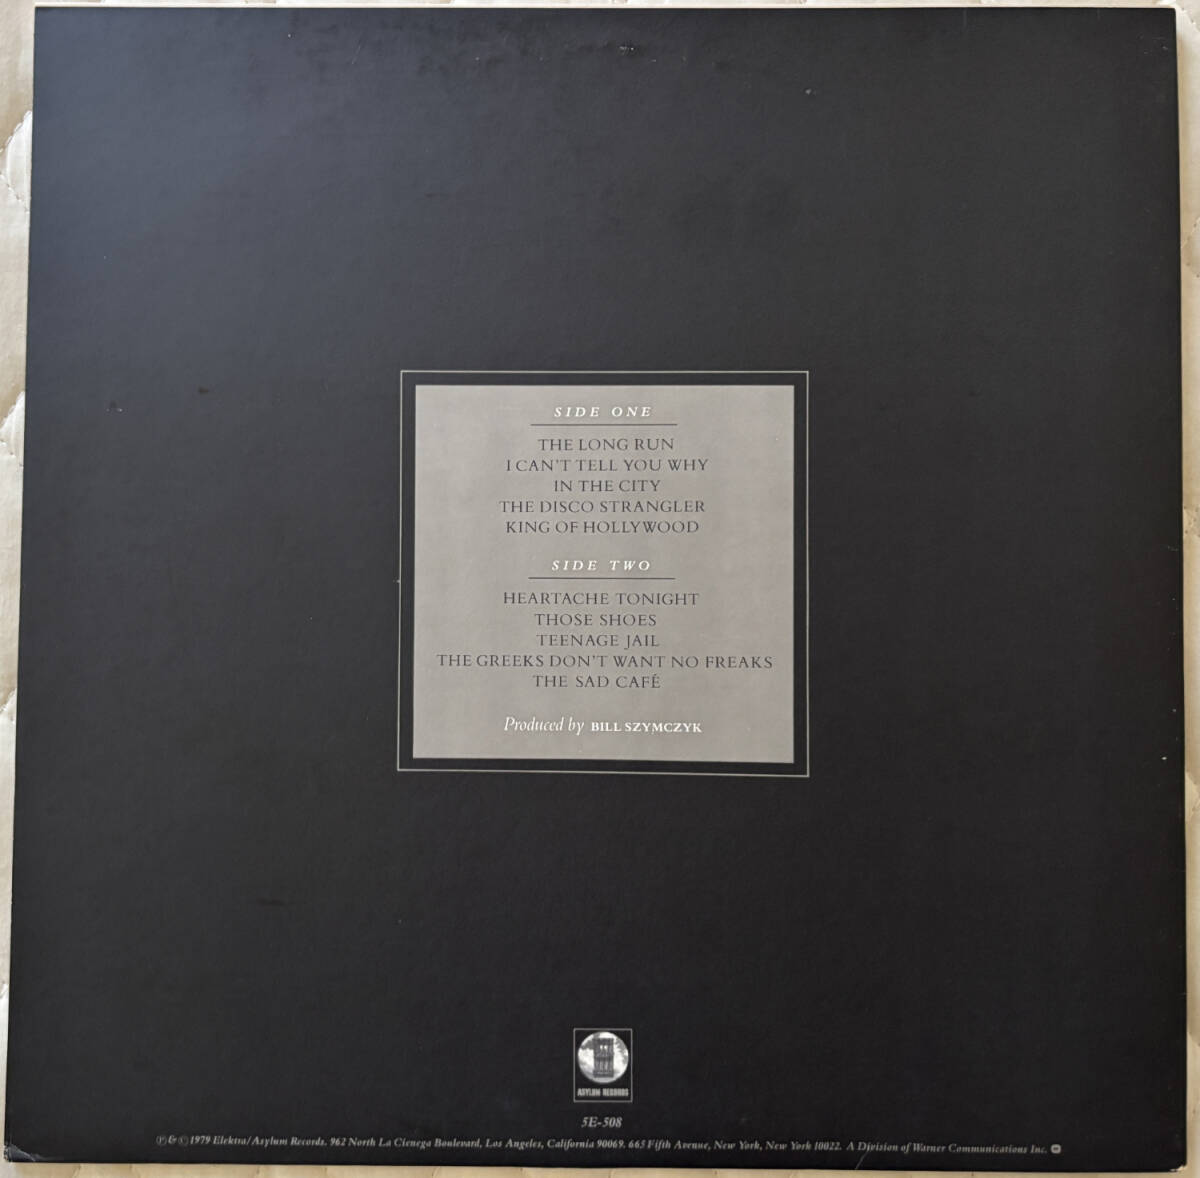 SIDE ONE
THE LONG RUN
I CAN'T TELL YOU WHY
IN THE CITY
THE DISCO STRANGLER
KING OF HOLLYWOOD
SIDE TWO
HEARTACHE TONIGHT
THOSE SHOES
TEENAGE JAIL
THE GREEKS DON'T WANT NO FREAKS
THE SAD CAFÉ
Produced by BILL SZYMCZYK
ASYLUM RECORDS
5E-508
℗ & © 1979 Elektra/Asylum Records. 962 North La Cienega Boulevard, Los Angeles, California 90069. 665 Fifth Avenue, New York, New York 10022. A Division of Warner Communications Inc.